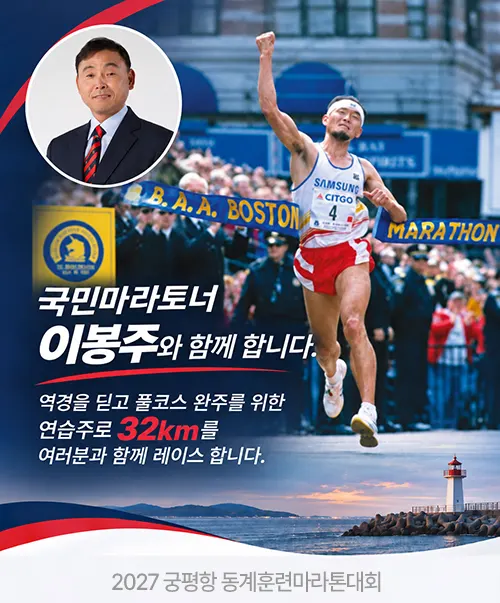 B.A.A. BOSTON MARATHON
SAMSUNG
CITGO
4
국민마라토너
이봉주와 함께 합니다.
역경을 딛고 풀코스 완주를 위한
연습주로 32km를
여러분과 함께 레이스 합니다.
2027 궁평항 동계훈련마라톤대회